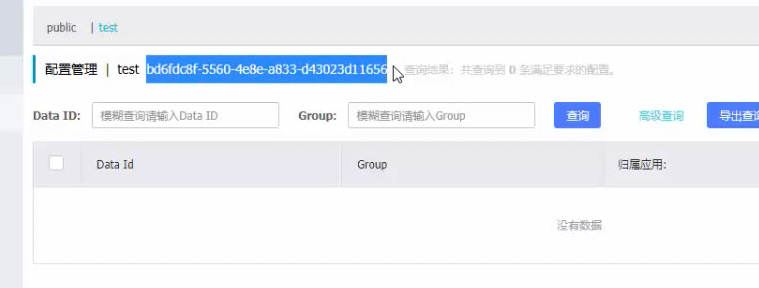 public | test
配置管理 | test bd6fdc8f-5560-4e8e-a833-d43023d11656 查询结果：共查询到 0 条满足要求的配置。
Data ID: 模糊查询请输入Data ID Group: 模糊查询请输入Group 查询 高级查询 导出查询
Data Id Group 归属应用:
没有数据